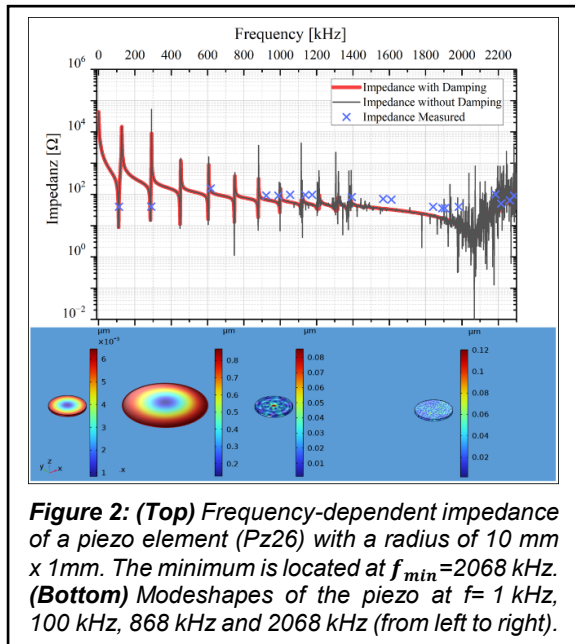 Frequency [kHz]
0 200 400 600 800 1000 1200 1400 1600 1800 2000 2200
10⁶
10⁴
10²
10⁰
10⁻²
Impedanz [Ω]
Impedance with Damping
Impedance without Damping
Impedance Measured
µm µm µm µm
×10⁻⁵
6
5
4
3
2
1
0.8
0.7
0.6
0.5
0.4
0.3
0.2
0.08
0.07
0.06
0.05
0.04
0.03
0.02
0.01
0.12
0.10
0.08
0.06
0.04
0.02
y z x
x
Figure 2: (Top) Frequency-dependent impedance
of a piezo element (Pz26) with a radius of 10 mm
x 1mm. The minimum is located at f_min=2068 kHz.
(Bottom) Modeshapes of the piezo at f= 1 kHz,
100 kHz, 868 kHz and 2068 kHz (from left to right).